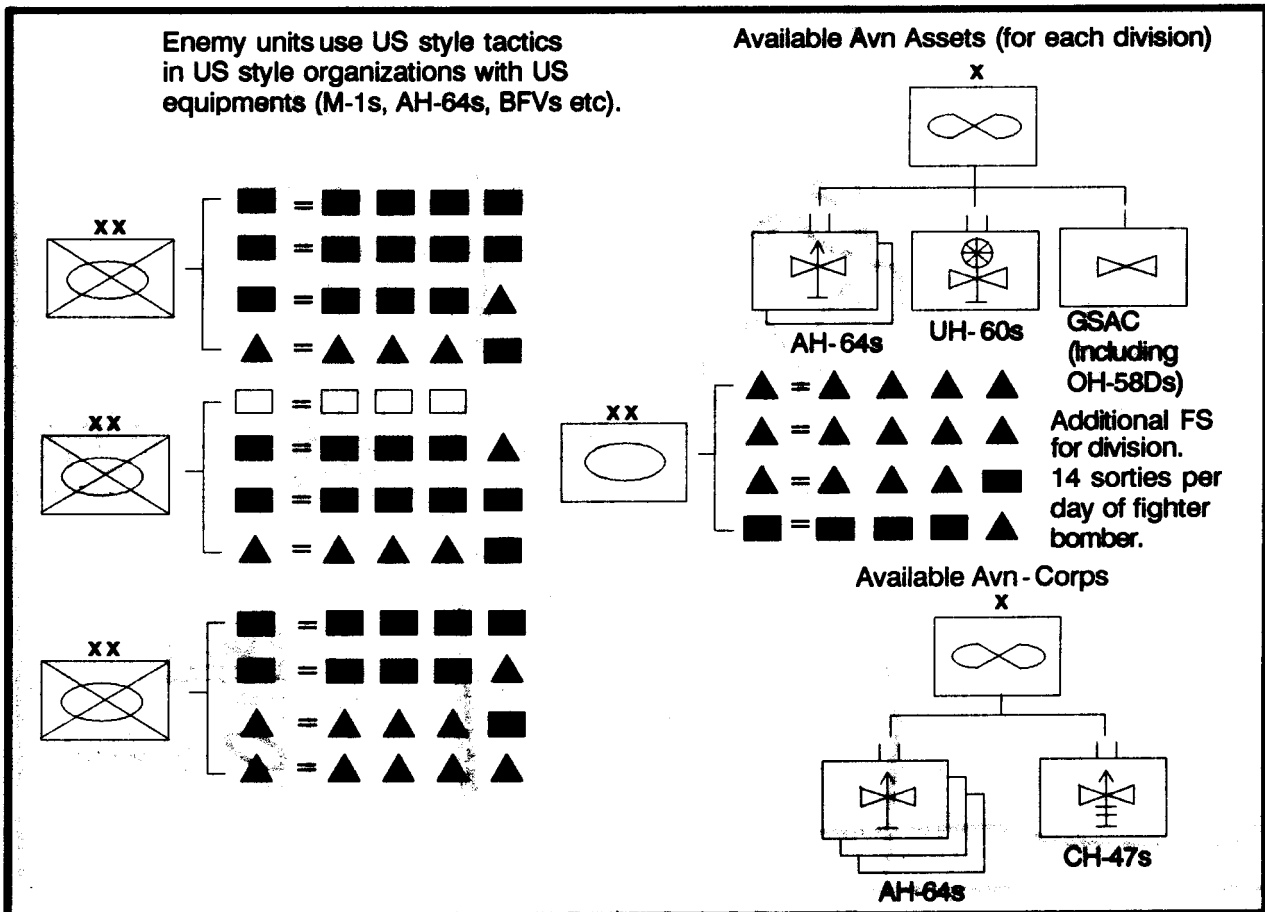 Enemy units use US style tactics
in US style organizations with US
equipments (M-1s, AH-64s, BFVs etc).
Available Avn Assets (for each division)
x
xx
AH-64s
UH-60s
GSAC
(Including
OH-58Ds)
xx
xx
Additional FS
for division.
14 sorties per
day of fighter
bomber.
Available Avn-Corps
x
xx
AH-64s
CH-47s